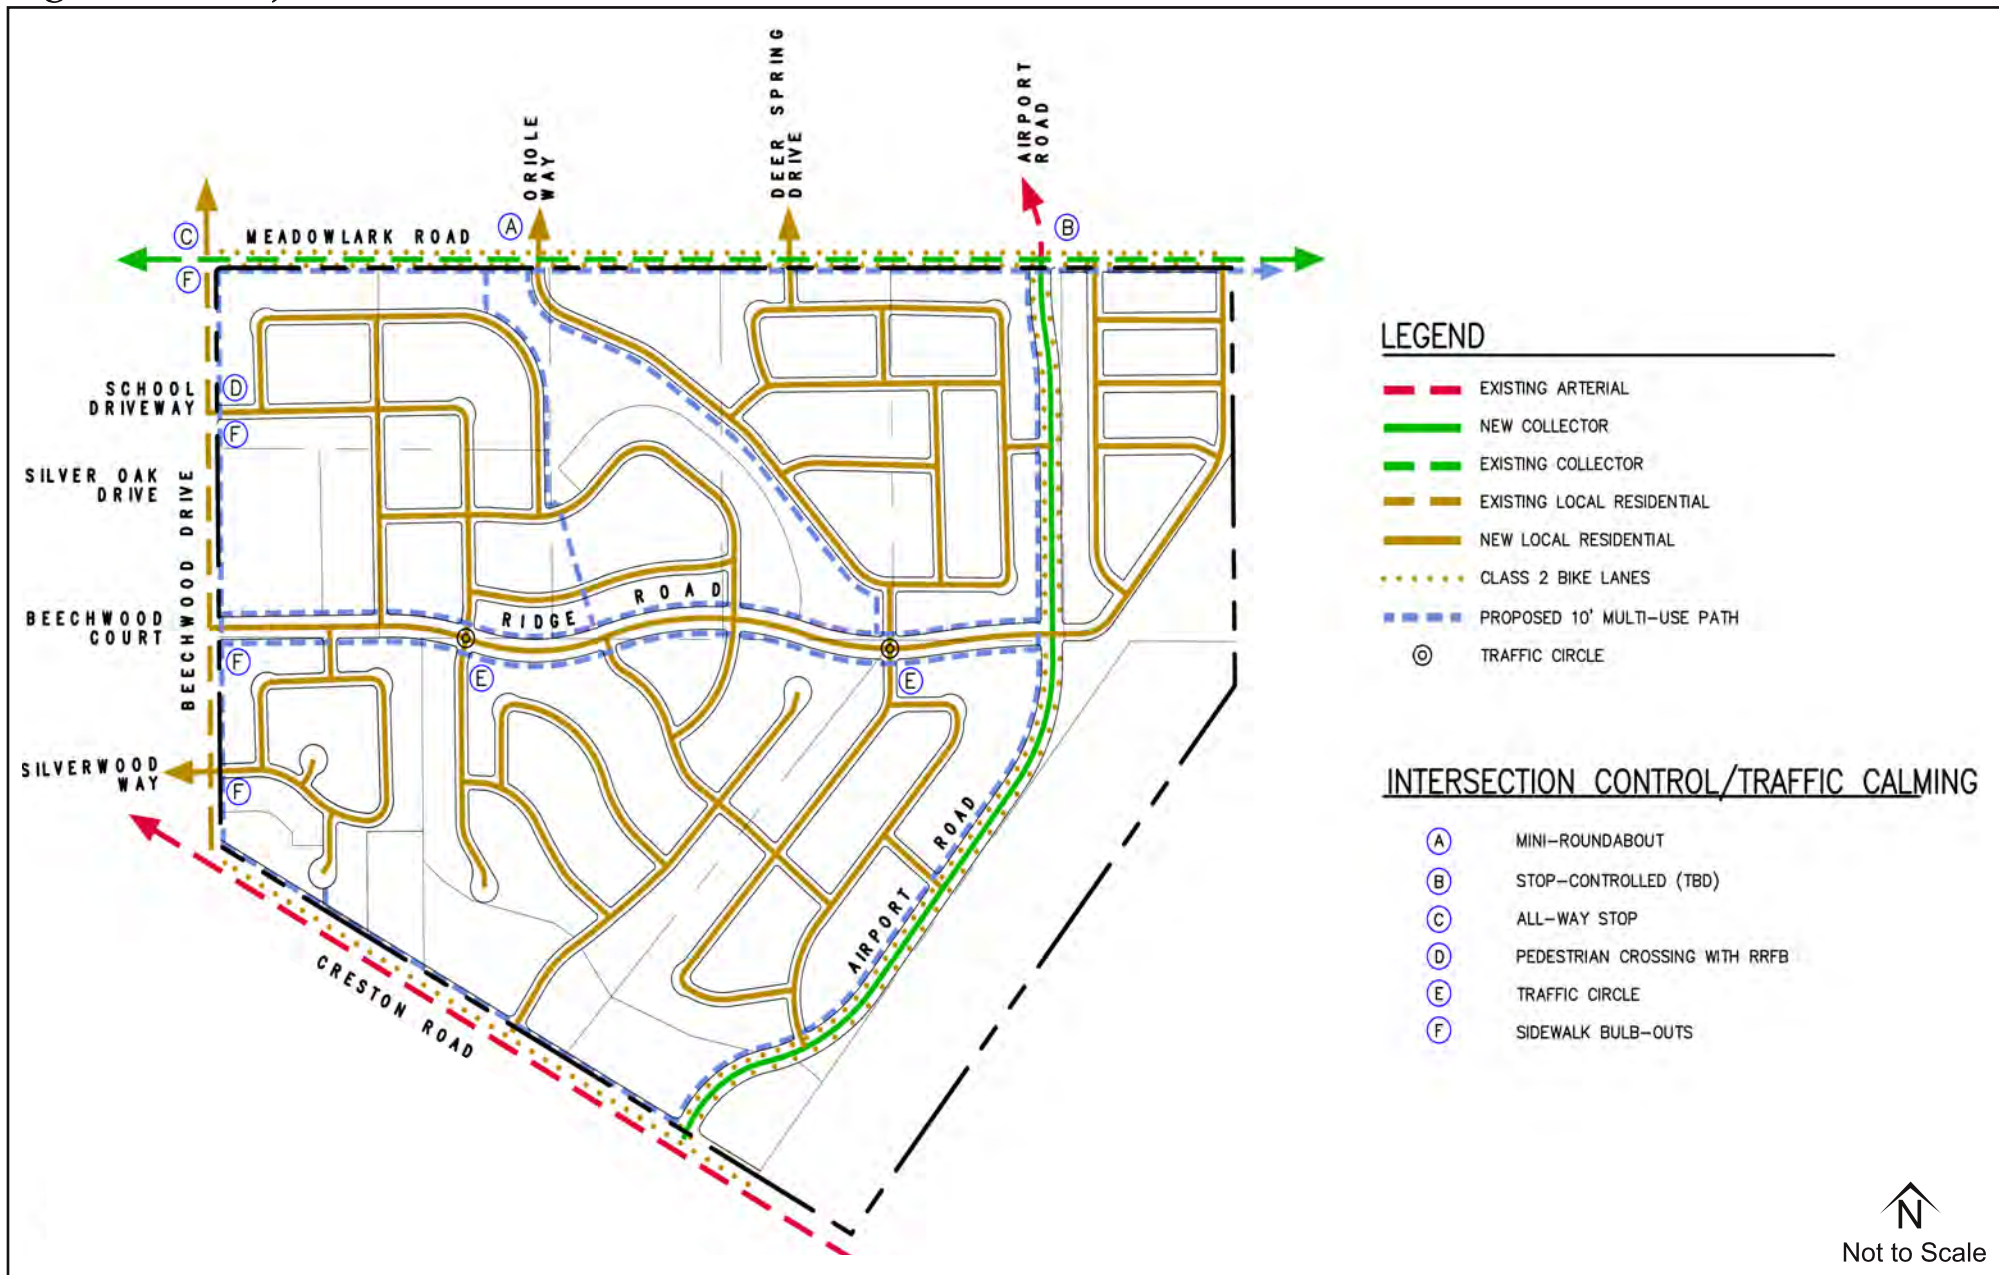 ORIOLE
WAY
DEER SPRING
DRIVE
AIRPORT
ROAD
C
MEADOWLARK ROAD
A
B
F
SCHOOL
DRIVEWAY
D
F
SILVER OAK
DRIVE
BEECHWOOD DRIVE
BEECHWOOD
COURT
RIDGE ROAD
F
E
E
SILVERWOOD
WAY
F
AIRPORT ROAD
CRESTON ROAD
LEGEND
EXISTING ARTERIAL
NEW COLLECTOR
EXISTING COLLECTOR
EXISTING LOCAL RESIDENTIAL
NEW LOCAL RESIDENTIAL
CLASS 2 BIKE LANES
PROPOSED 10' MULTI-USE PATH
TRAFFIC CIRCLE
INTERSECTION CONTROL/TRAFFIC CALMING
A MINI-ROUNDABOUT
B STOP-CONTROLLED (TBD)
C ALL-WAY STOP
D PEDESTRIAN CROSSING WITH RRFB
E TRAFFIC CIRCLE
F SIDEWALK BULB-OUTS
N
Not to Scale